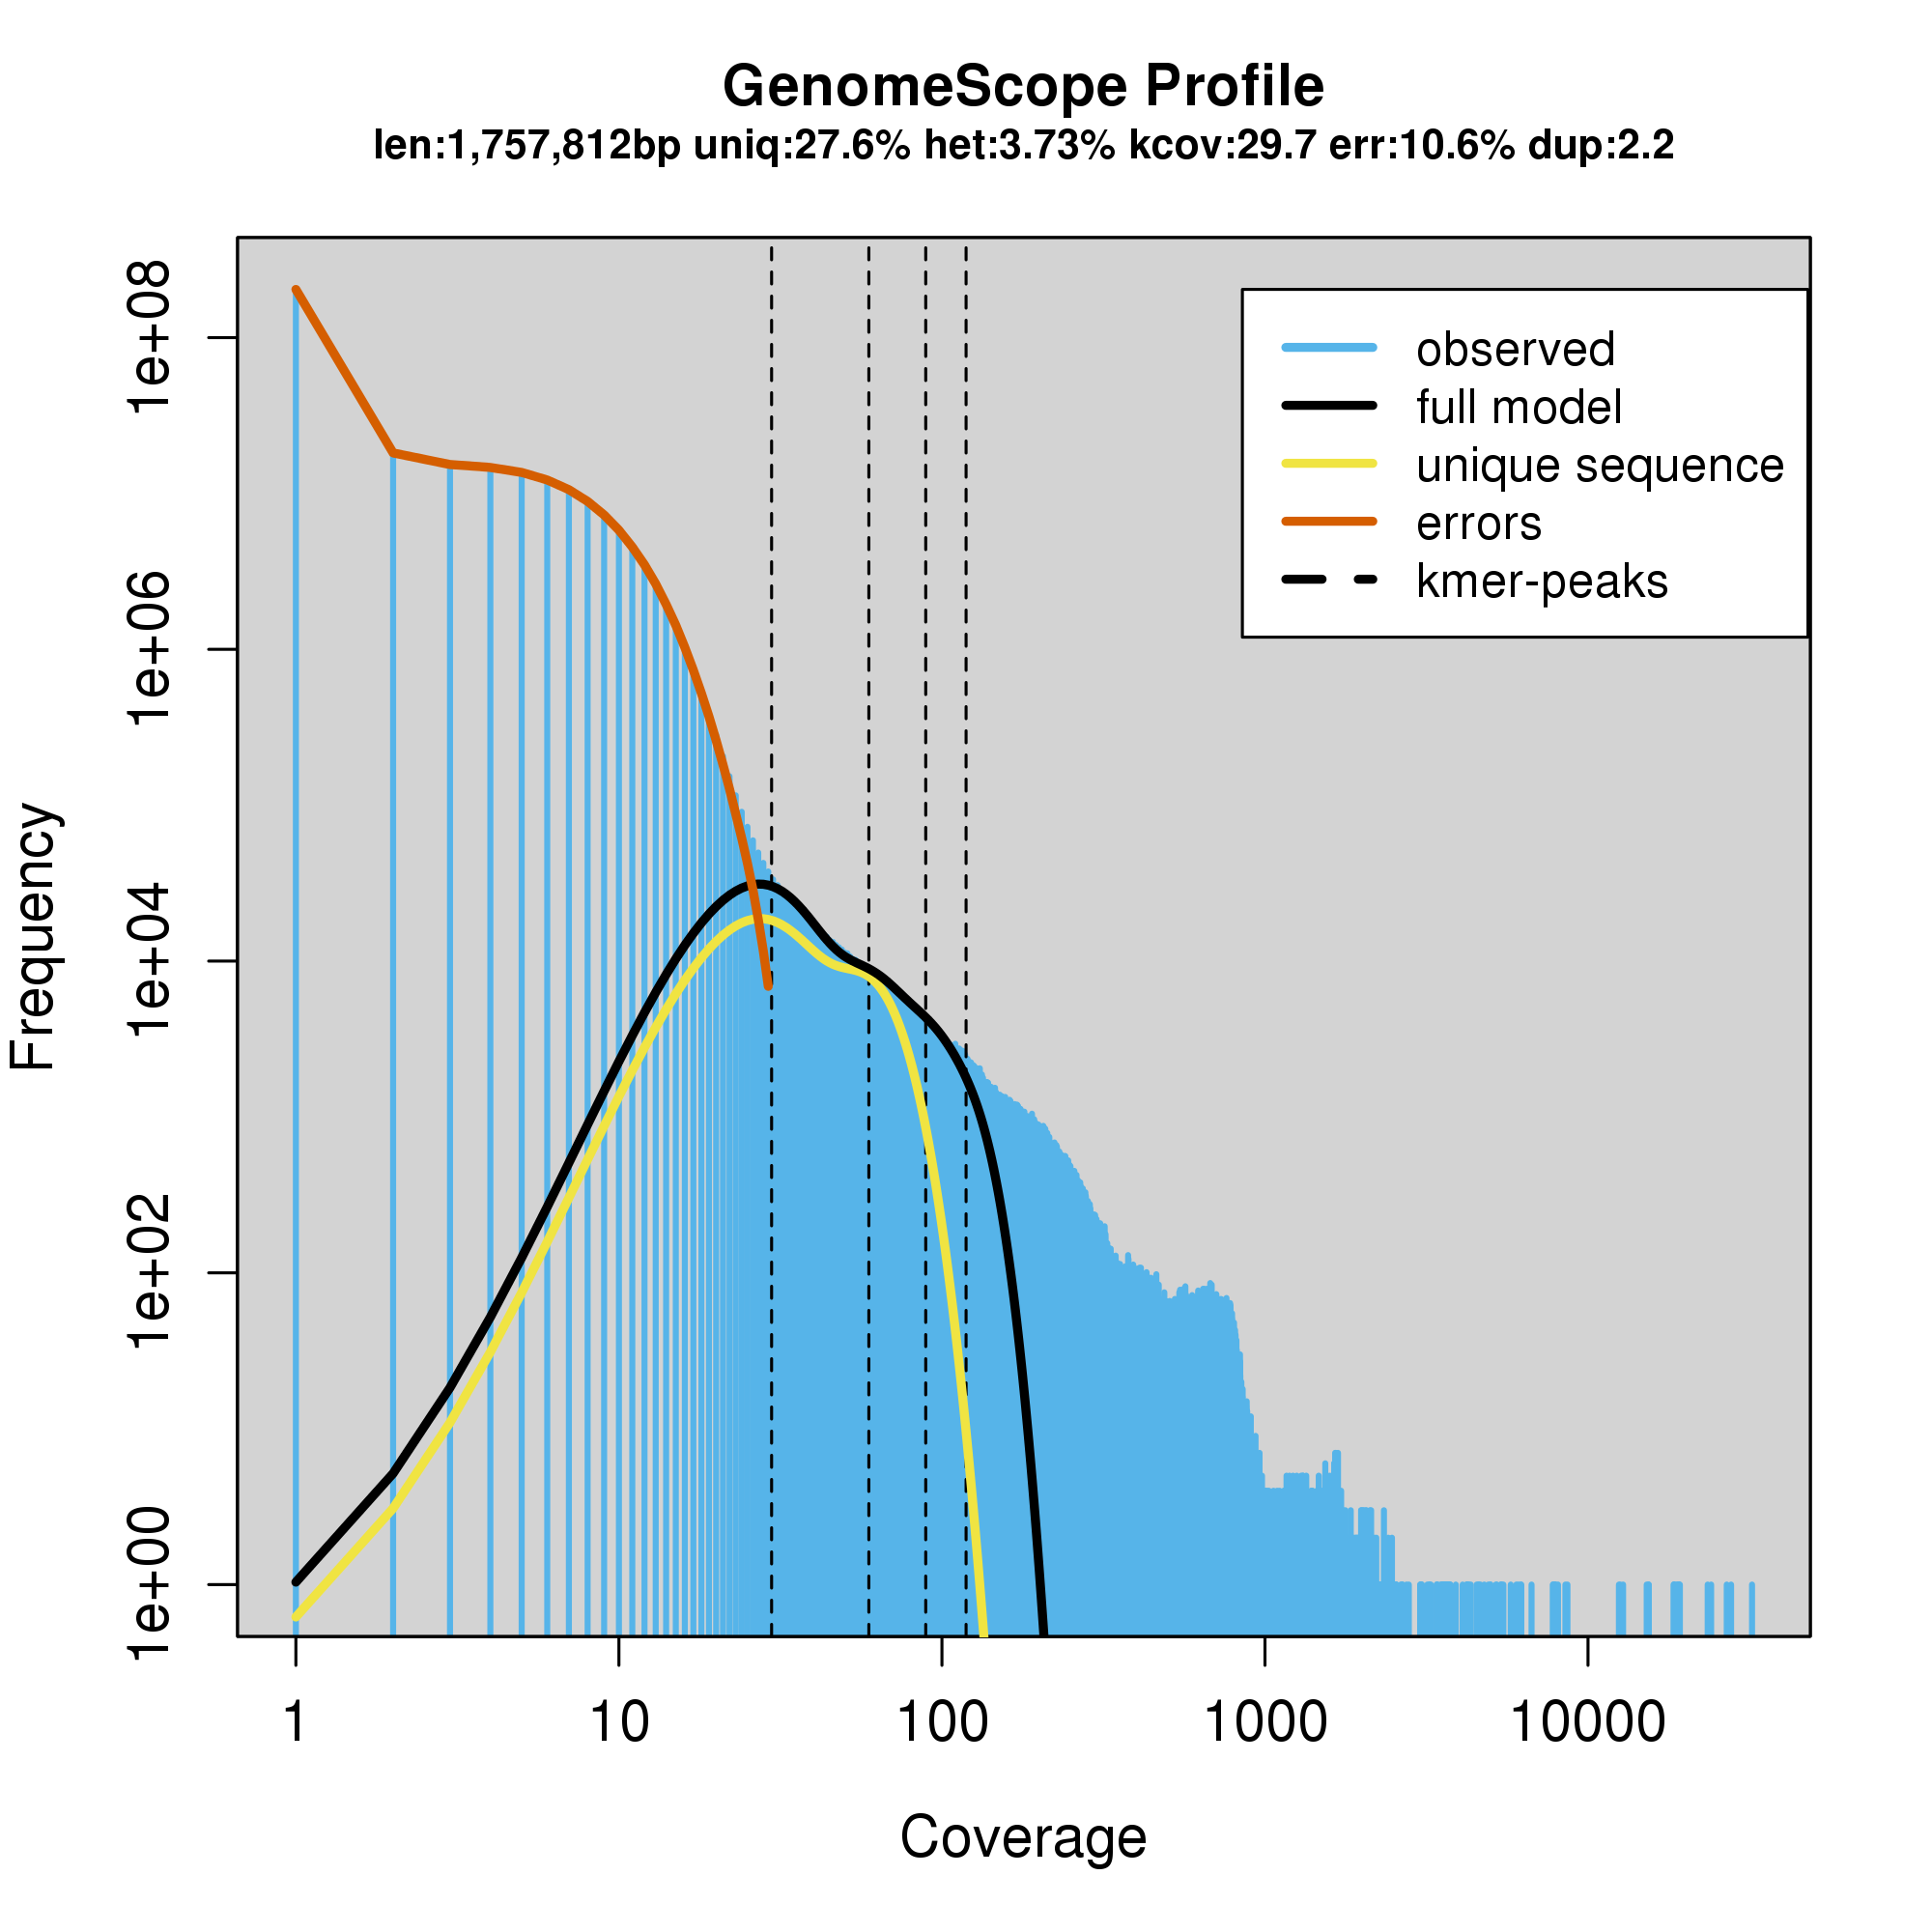 GenomeScope Profile
len:1,757,812bp uniq:27.6% het:3.73% kcov:29.7 err:10.6% dup:2.2
observed
full model
unique sequence
errors
kmer-peaks
Frequency
1e+08
1e+06
1e+04
1e+02
1e+00
1 10 100 1000 10000
Coverage